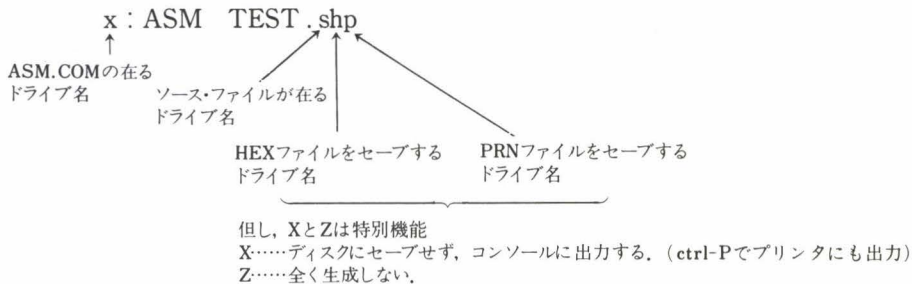 x : ASM TEST . shp
ASM.COMの在る
ドライブ名
ソース・ファイルが在る
ドライブ名
HEXファイルをセーブする
ドライブ名
PRNファイルをセーブする
ドライブ名
但し, XとZは特別機能
X……ディスクにセーブせず, コンソールに出力する. (ctrl-Pでプリンタにも出力)
Z……全く生成しない.